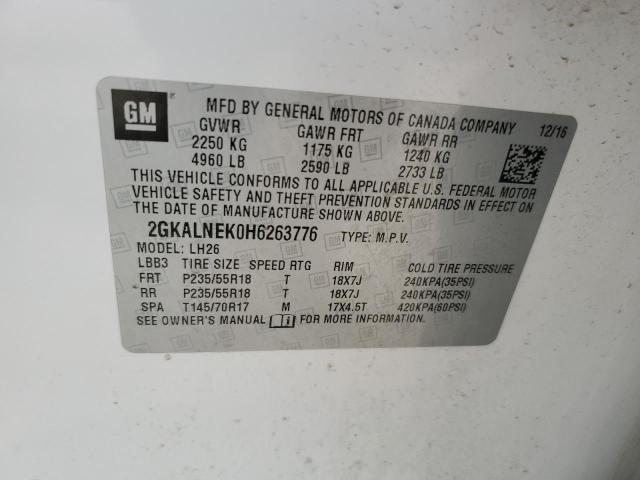 GM
MFD BY GENERAL MOTORS OF CANADA COMPANY 12/16
GVWR GAWR FRT GAWR RR
2250 KG 1175 KG 1240 KG
4960 LB 2590 LB 2733 LB
THIS VEHICLE CONFORMS TO ALL APPLICABLE U.S. FEDERAL MOTOR
VEHICLE SAFETY AND THEFT PREVENTION STANDARDS IN EFFECT ON
THE DATE OF MANUFACTURE SHOWN ABOVE.
2GKALNEK0H6263776 TYPE: M.P.V.
MODEL: LH26
LBB3 TIRE SIZE SPEED RTG RIM COLD TIRE PRESSURE
FRT P235/55R18 T 18X7J 240KPA(35PSI)
RR P235/55R18 T 18X7J 240KPA(35PSI)
SPA T145/70R17 M 17X4.5T 420KPA(60PSI)
SEE OWNER'S MANUAL FOR MORE INFORMATION.